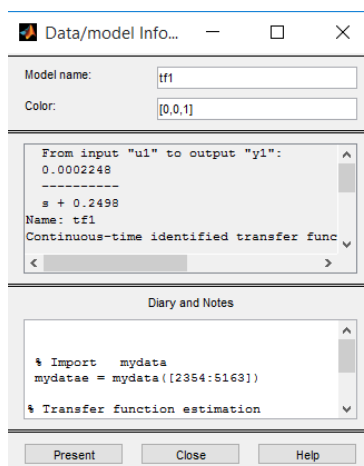 Data/model Info...
Model name:
tf1
Color:
[0,0,1]
From input "u1" to output "y1":
0.0002248
----------
s + 0.2498
Name: tf1
Continuous-time identified transfer func
Diary and Notes
% Import   mydata
mydatae = mydata([2354:5163])
% Transfer function estimation
Present
Close
Help